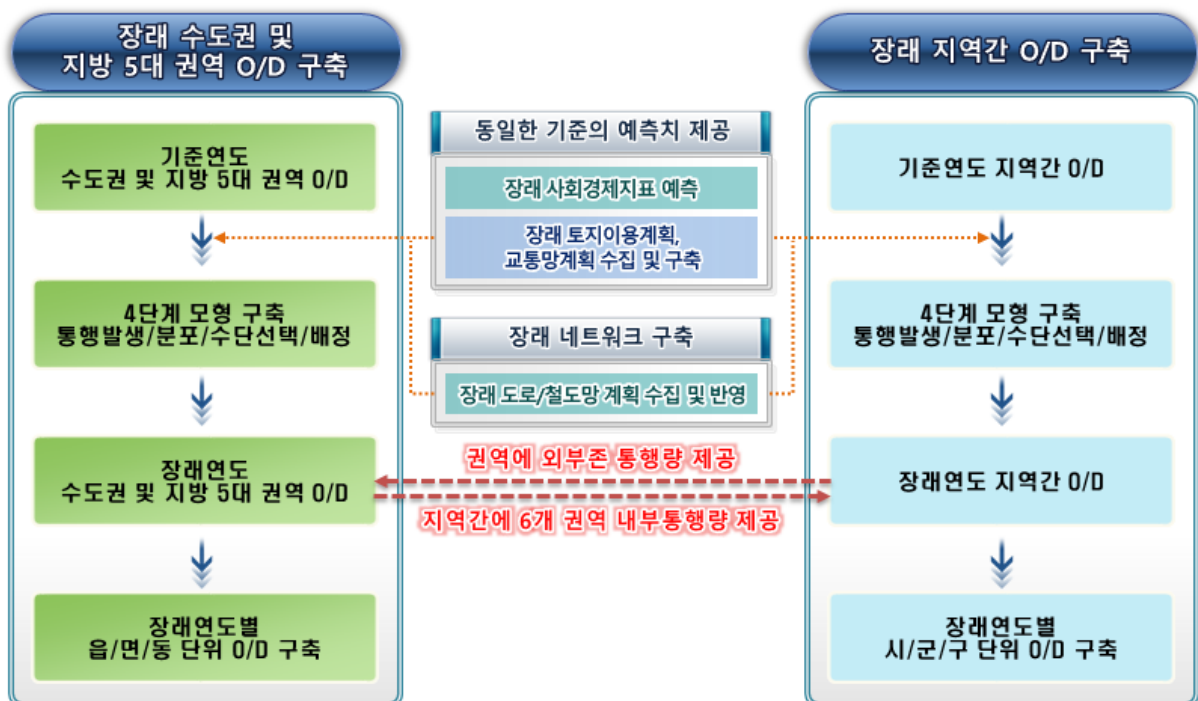 장래 수도권 및
지방 5대 권역 O/D 구축
기준연도
수도권 및 지방 5대 권역 O/D
4단계 모형 구축
통행발생/분포/수단선택/배정
장래연도
수도권 및 지방 5대 권역 O/D
장래연도별
읍/면/동 단위 O/D 구축
동일한 기준의 예측치 제공
장래 사회경제지표 예측
장래 토지이용계획,
교통망계획 수집 및 구축
장래 네트워크 구축
장래 도로/철도망 계획 수집 및 반영
권역에 외부존 통행량 제공
지역간에 6개 권역 내부통행량 제공
장래 지역간 O/D 구축
기준연도 지역간 O/D
4단계 모형 구축
통행발생/분포/수단선택/배정
장래연도 지역간 O/D
장래연도별
시/군/구 단위 O/D 구축